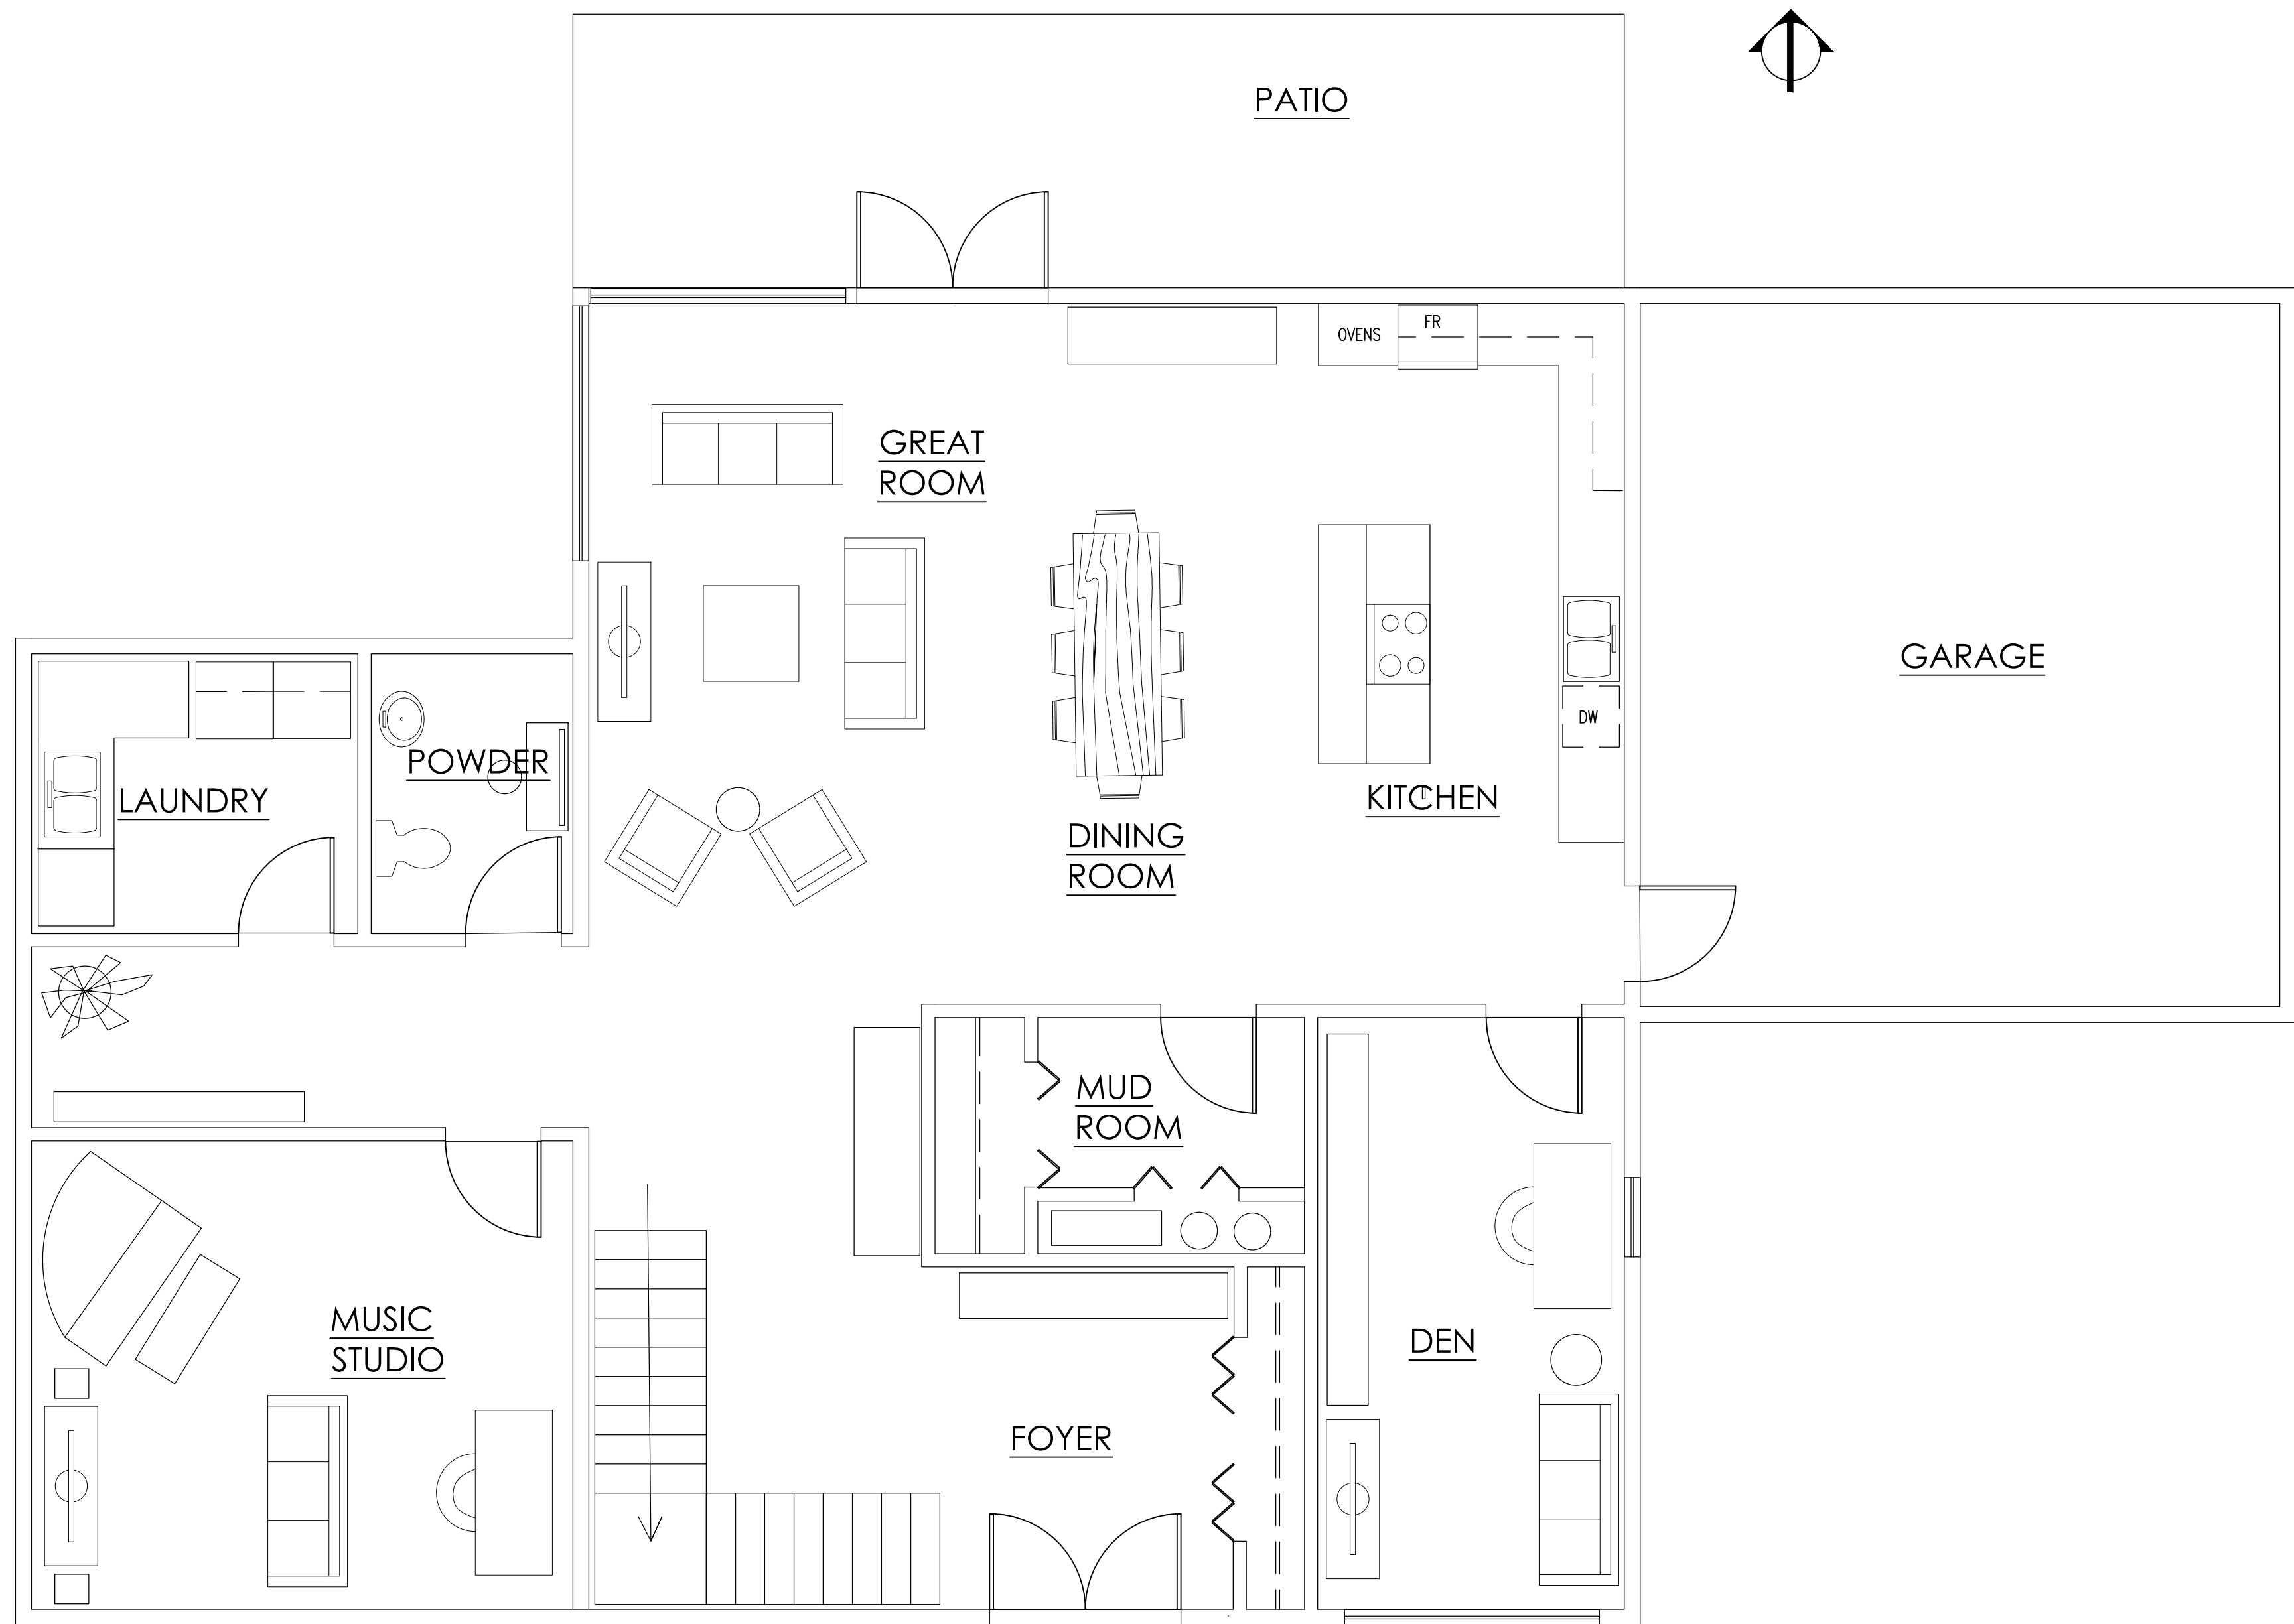 PATIO
OVENS
FR
GREAT
ROOM
GARAGE
DW
POWDER
LAUNDRY
KITCHEN
DINING
ROOM
MUD
ROOM
MUSIC
STUDIO
DEN
FOYER